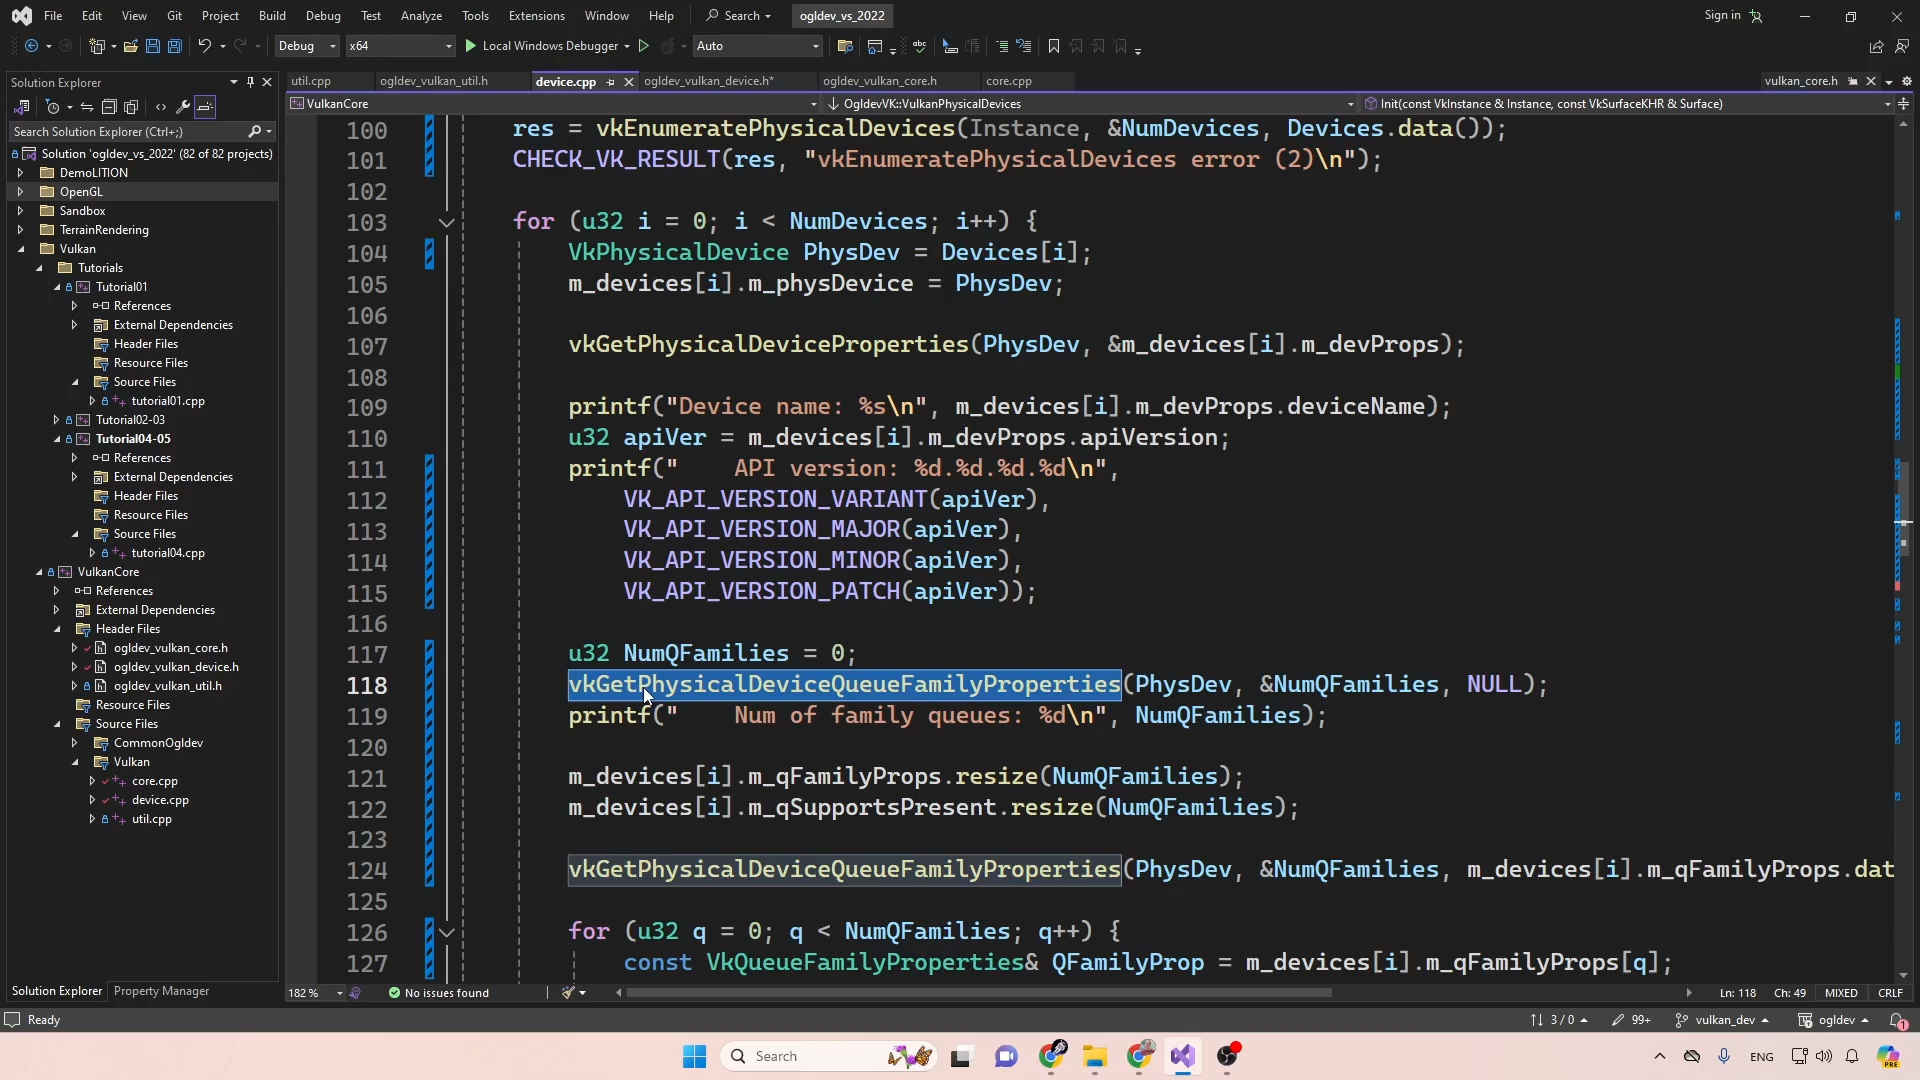 File Edit View Git Project Build Debug Test Analyze Tools Extensions Window Help Search ogldev_vs_2022 Sign in
Debug x64 Local Windows Debugger Auto
Solution Explorer
Search Solution Explorer (Ctrl+;)
Solution 'ogldev_vs_2022' (82 of 82 projects)
DemoLITION
OpenGL
Sandbox
TerrainRendering
Vulkan
Tutorials
Tutorial01
References
External Dependencies
Header Files
Resource Files
Source Files
tutorial01.cpp
Tutorial02-03
Tutorial04-05
References
External Dependencies
Header Files
Resource Files
Source Files
tutorial04.cpp
VulkanCore
References
External Dependencies
Header Files
ogldev_vulkan_core.h
ogldev_vulkan_device.h
ogldev_vulkan_util.h
Resource Files
Source Files
CommonOgldev
Vulkan
core.cpp
device.cpp
util.cpp
Solution Explorer Property Manager
util.cpp ogldev_vulkan_util.h device.cpp ogldev_vulkan_device.h* ogldev_vulkan_core.h core.cpp vulkan_core.h
VulkanCore OgldevVK::VulkanPhysicalDevices Init(const VkInstance & Instance, const VkSurfaceKHR & Surface)
100 res = vkEnumeratePhysicalDevices(Instance, &NumDevices, Devices.data());
101 CHECK_VK_RESULT(res, "vkEnumeratePhysicalDevices error (2)\n");
102
103 for (u32 i = 0; i < NumDevices; i++) {
104 VkPhysicalDevice PhysDev = Devices[i];
105 m_devices[i].m_physDevice = PhysDev;
106
107 vkGetPhysicalDeviceProperties(PhysDev, &m_devices[i].m_devProps);
108
109 printf("Device name: %s\n", m_devices[i].m_devProps.deviceName);
110 u32 apiVer = m_devices[i].m_devProps.apiVersion;
111 printf("    API version: %d.%d.%d.%d\n",
112 VK_API_VERSION_VARIANT(apiVer),
113 VK_API_VERSION_MAJOR(apiVer),
114 VK_API_VERSION_MINOR(apiVer),
115 VK_API_VERSION_PATCH(apiVer));
116
117 u32 NumQFamilies = 0;
118 vkGetPhysicalDeviceQueueFamilyProperties(PhysDev, &NumQFamilies, NULL);
119 printf("    Num of family queues: %d\n", NumQFamilies);
120
121 m_devices[i].m_qFamilyProps.resize(NumQFamilies);
122 m_devices[i].m_qSupportsPresent.resize(NumQFamilies);
123
124 vkGetPhysicalDeviceQueueFamilyProperties(PhysDev, &NumQFamilies, m_devices[i].m_qFamilyProps.dat
125
126 for (u32 q = 0; q < NumQFamilies; q++) {
127 const VkQueueFamilyProperties& QFamilyProp = m_devices[i].m_qFamilyProps[q];
182 % No issues found Ln: 118 Ch: 49 MIXED CRLF
Ready 3 / 0 99+ vulkan_dev ogldev 1
Search ENG PRE